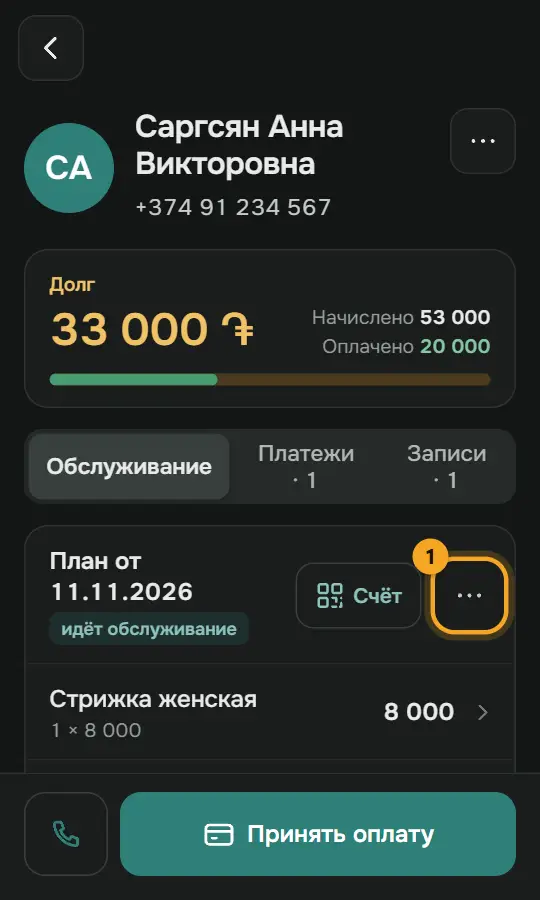 СА
Саргсян Анна
Викторовна
+374 91 234 567
Долг
33 000 ֏
Начислено 53 000
Оплачено 20 000
Обслуживание
Платежи
· 1
Записи
· 1
План от
11.11.2026
идёт обслуживание
Счёт
1
Стрижка женская
1 × 8 000
8 000
Принять оплату